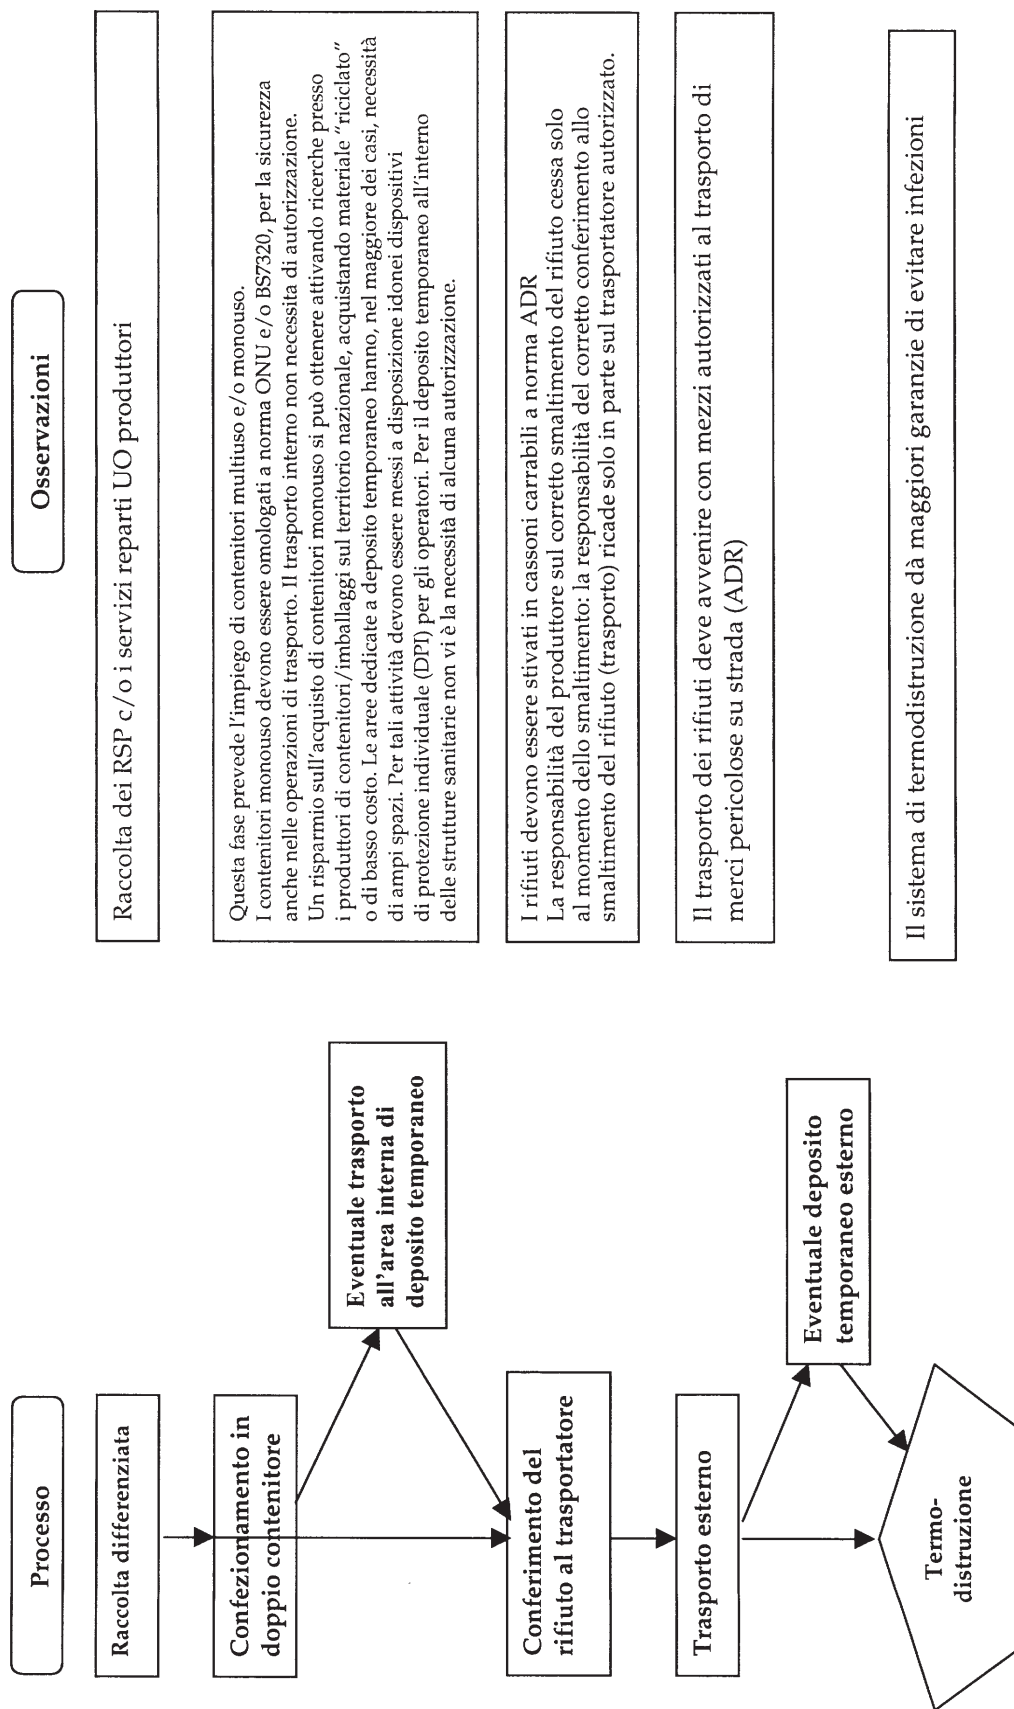 Processo
Raccolta differenziata
Confezionamento in
doppio contenitore
Eventuale trasporto
all'area interna di
deposito temporaneo
Conferimento del
rifiuto al trasportatore
Trasporto esterno
Eventuale deposito
temporaneo esterno
Termo-
distruzione
Osservazioni
Raccolta dei RSP c/o i servizi reparti UO produttori
Questa fase prevede l'impiego di contenitori multiuso e/o monouso.
I contenitori monouso devono essere omologati a norma ONU e/o BS7320, per la sicurezza
anche nelle operazioni di trasporto. Il trasporto interno non necessita di autorizzazione.
Un risparmio sull'acquisto di contenitori monouso si può ottenere attivando ricerche presso
i produttori di contenitori/imballaggi sul territorio nazionale, acquistando materiale "riciclato"
o di basso costo. Le aree dedicate a deposito temporaneo hanno, nel maggiore dei casi, necessità
di ampi spazi. Per tali attività devono essere messi a disposizione idonei dispositivi
di protezione individuale (DPI) per gli operatori. Per il deposito temporaneo all'interno
delle strutture sanitarie non vi è la necessità di alcuna autorizzazione.
I rifiuti devono essere stivati in cassoni carrabili a norma ADR
La responsabilità del produttore sul corretto smaltimento del rifiuto cessa solo
al momento dello smaltimento: la responsabilità del corretto conferimento allo
smaltimento del rifiuto (trasporto) ricade solo in parte sul trasportatore autorizzato.
Il trasporto dei rifiuti deve avvenire con mezzi autorizzati al trasporto di
merci pericolose su strada (ADR)
Il sistema di termodistruzione dà maggiori garanzie di evitare infezioni